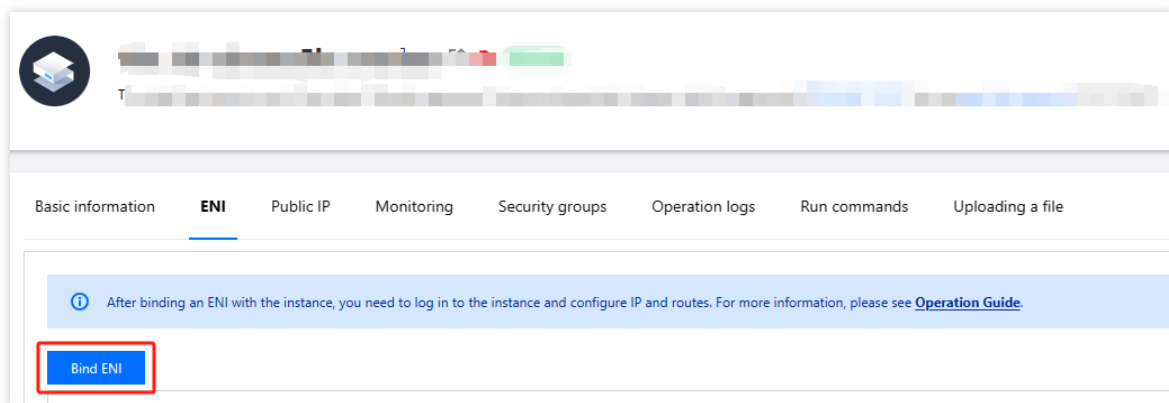 Basic information ENI Public IP Monitoring Security groups Operation logs Run commands Uploading a file
After binding an ENI with the instance, you need to log in to the instance and configure IP and routes. For more information, please see Operation Guide.
Bind ENI